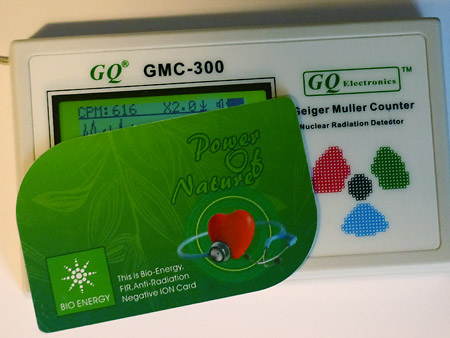 GQ® GMC-300
CPM:616 X2.0
GQ Electronics™
Geiger Muller Counter
Nuclear Radiation Detector
Power
Of
Nature
This is Bio-Energy,
FIR,Anti-Radiation
Negative ION Card
BIO ENERGY